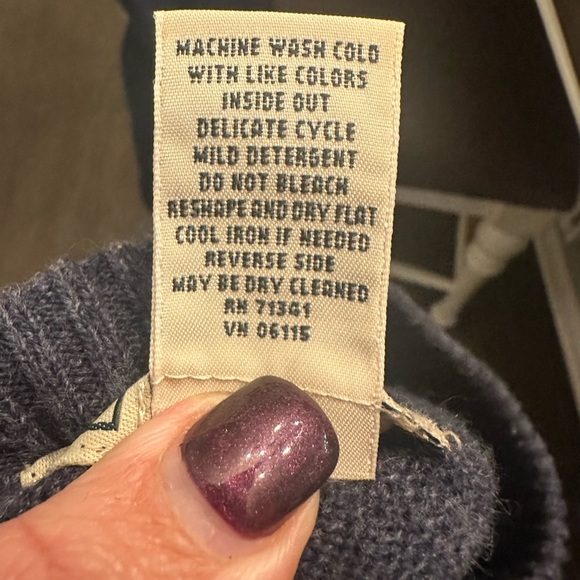 MACHINE WASH COLD
WITH LIKE COLORS
INSIDE OUT
DELICATE CYCLE
MILD DETERGENT
DO NOT BLEACH
RESHAPE AND DRY FLAT
COOL IRON IF NEEDED
REVERSE SIDE
MAY BE DRY CLEANED
RN 71341
VN 06115